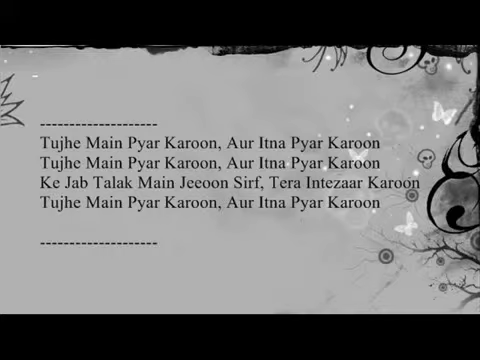 --------------------
Tujhe Main Pyar Karoon, Aur Itna Pyar Karoon
Tujhe Main Pyar Karoon, Aur Itna Pyar Karoon
Ke Jab Talak Main Jeeoon Sirf, Tera Intezaar Karoon
Tujhe Main Pyar Karoon, Aur Itna Pyar Karoon
--------------------